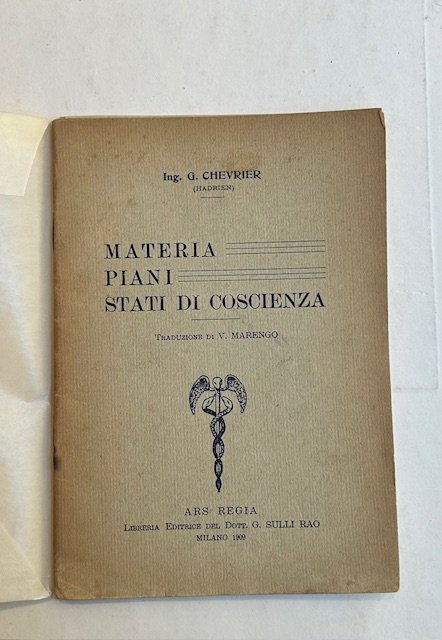 Ing. G. CHEVRIER
(HADRIEN)
MATERIA
PIANI
STATI DI COSCIENZA
TRADUZIONE DI V. MARENGO
ARS REGIA
LIBRERIA EDITRICE DEL DOTT. G. SULLI RAO
MILANO 1909